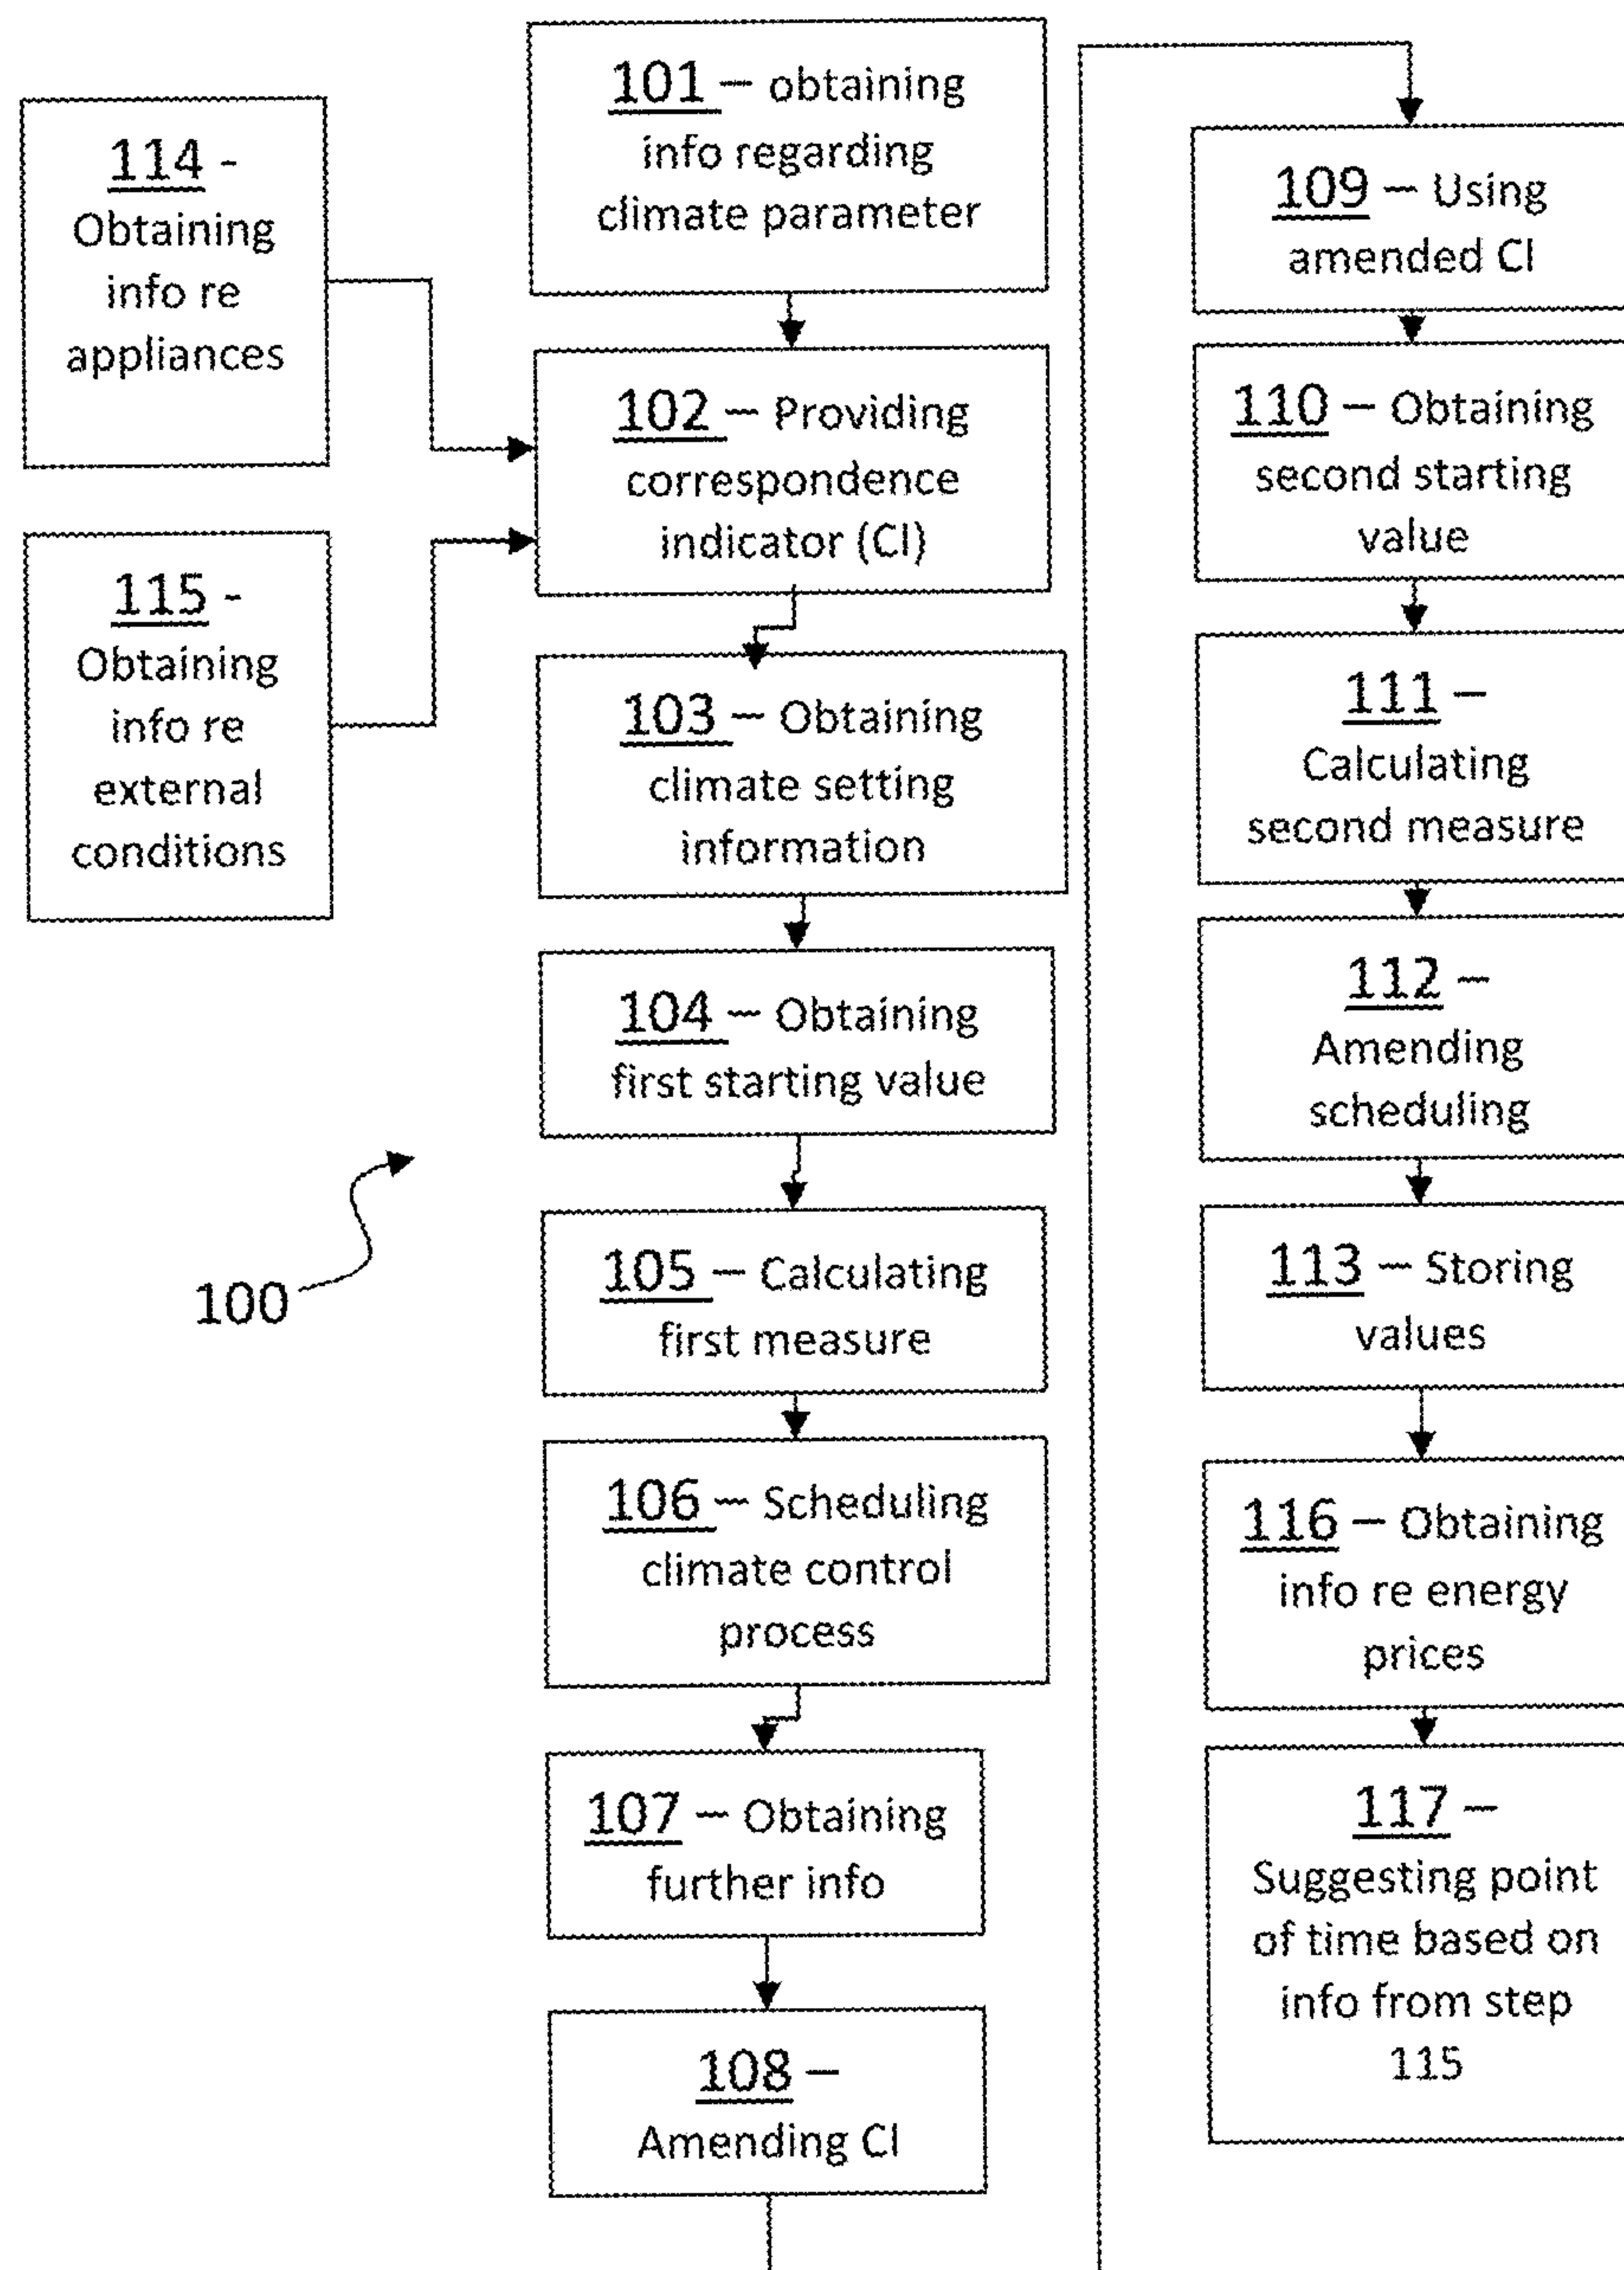 114 -
Obtaining
info re
appliances
115 -
Obtaining
info re
external
conditions
100
101 – obtaining
info regarding
climate parameter
102 – Providing
correspondence
indicator (CI)
103 – Obtaining
climate setting
information
104 – Obtaining
first starting value
105 – Calculating
first measure
106 – Scheduling
climate control
process
107 – Obtaining
further info
108 –
Amending CI
109 – Using
amended CI
110 – Obtaining
second starting
value
111 –
Calculating
second measure
112 –
Amending
scheduling
113 – Storing
values
116 – Obtaining
info re energy
prices
117 –
Suggesting point
of time based on
info from step
115